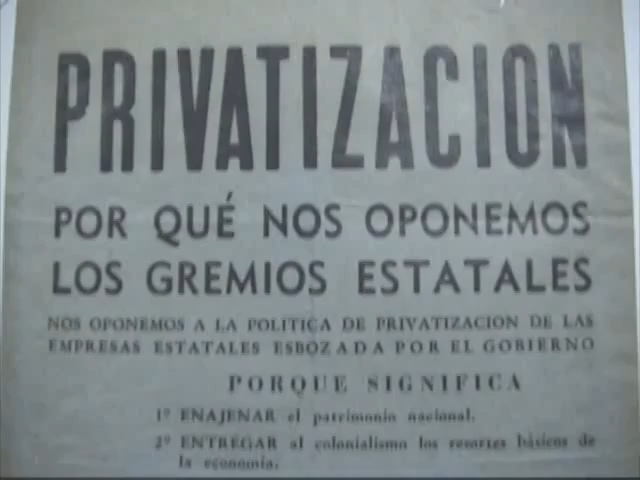 PRIVATIZACION
POR QUÉ NOS OPONEMOS
LOS GREMIOS ESTATALES
NOS OPONEMOS A LA POLITICA DE PRIVATIZACION DE LAS
EMPRESAS ESTATALES ESBOZADA POR EL GOBIERNO
PORQUE SIGNIFICA
1º ENAJENAR el patrimonio nacional.
2º ENTREGAR al colonialismo los resortes básicos de
la economía.